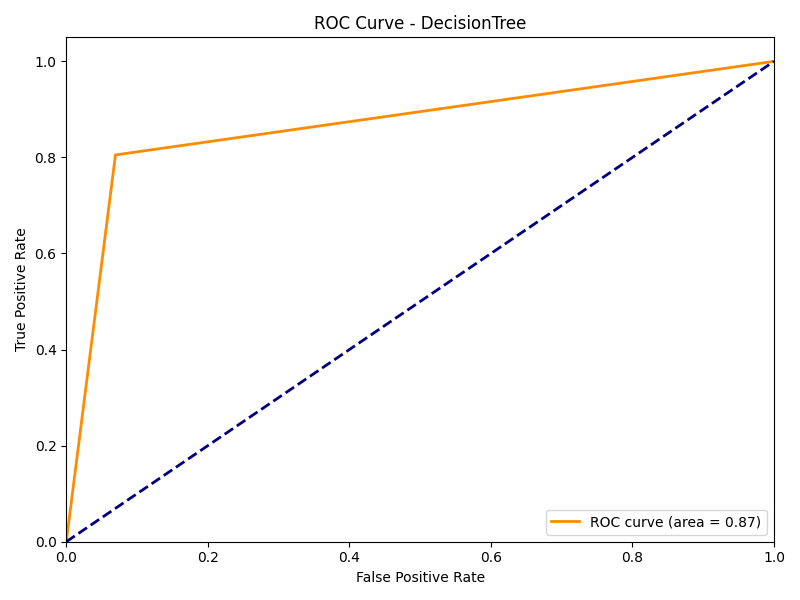 ROC Curve - DecisionTree
True Positive Rate
1.0
0.8
0.6
0.4
0.2
0.0
ROC curve (area = 0.87)
0.0 0.2 0.4 0.6 0.8 1.0
False Positive Rate